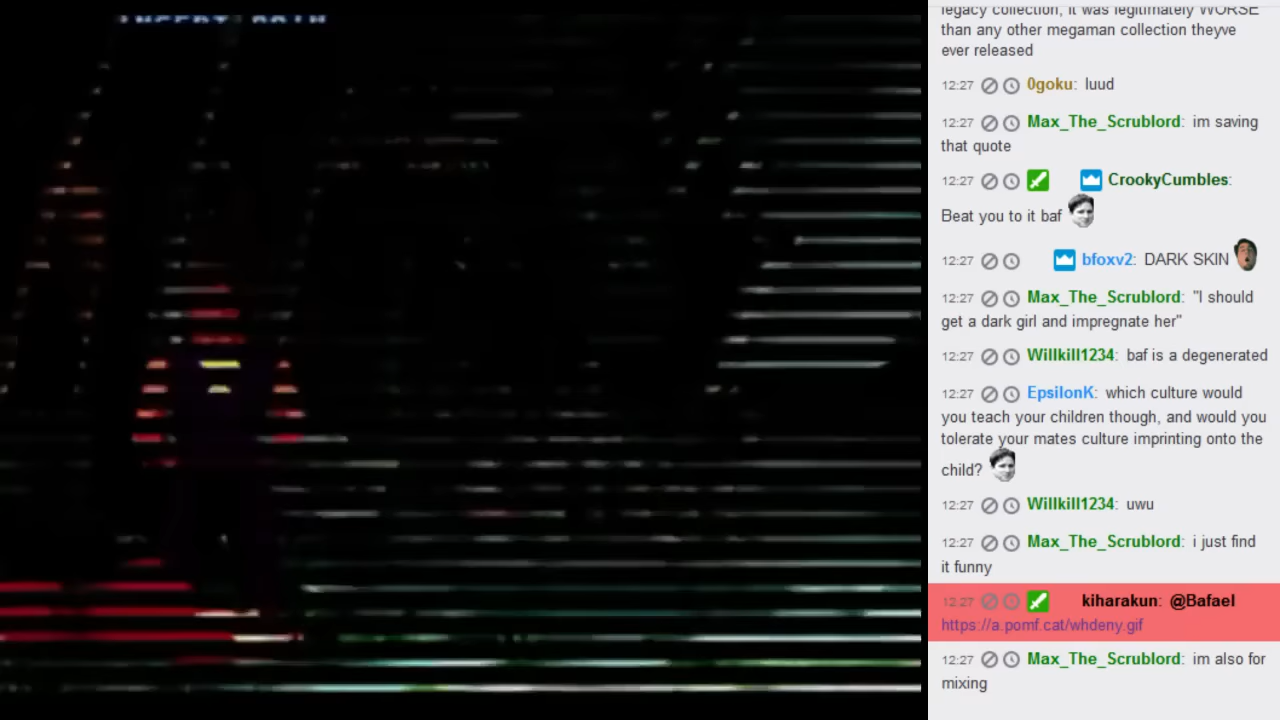 INSERT COIN
legacy collection, it was legitimately WORSE
than any other megaman collection theyve
ever released
12:27 0goku: luud
12:27 Max_The_Scrublord: im saving
that quote
12:27 CrookyCumbles:
Beat you to it baf
12:27 bfoxv2: DARK SKIN
12:27 Max_The_Scrublord: "I should
get a dark girl and impregnate her"
12:27 Willkill1234: baf is a degenerated
12:27 EpsilonK: which culture would
you teach your children though, and would you
tolerate your mates culture imprinting onto the
child?
12:27 Willkill1234: uwu
12:27 Max_The_Scrublord: i just find
it funny
12:27 kiharakun: @Bafael
https://a.pomf.cat/whdeny.gif
12:27 Max_The_Scrublord: im also for
mixing